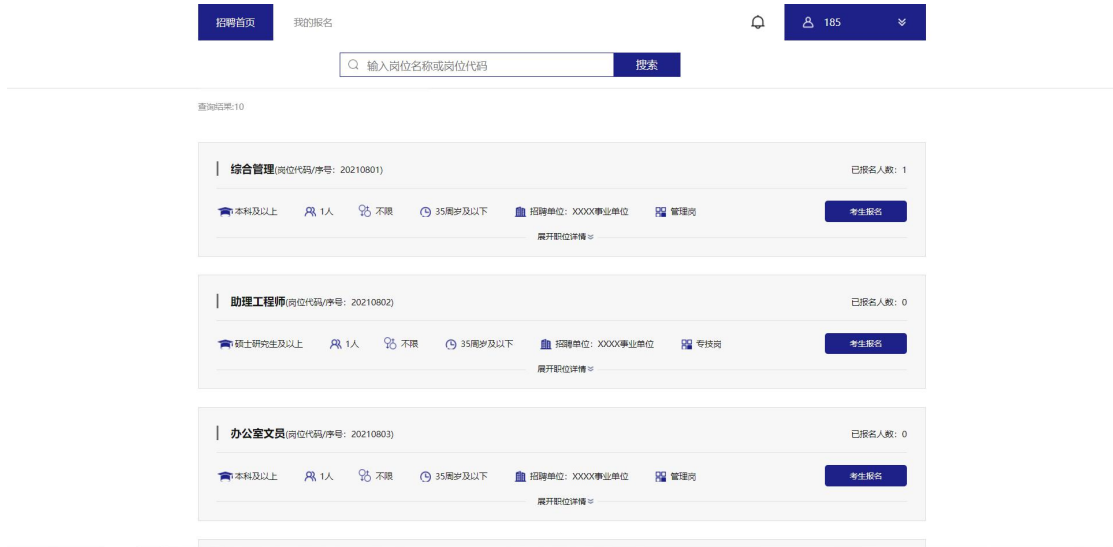 招聘首页 我的报名 185
输入岗位名称或岗位代码 搜索
查询结果:10
综合管理(岗位代码/序号：20210801) 已报名人数：1
本科及以上 1人 不限 35周岁及以下 招聘单位：XXXX事业单位 管理岗 考生报名
展开职位详情
助理工程师(岗位代码/序号：20210802) 已报名人数：0
硕士研究生及以上 1人 不限 35周岁及以下 招聘单位：XXXX事业单位 专技岗 考生报名
展开职位详情
办公室文员(岗位代码/序号：20210803) 已报名人数：0
本科及以上 1人 不限 35周岁及以下 招聘单位：XXXX事业单位 管理岗 考生报名
展开职位详情